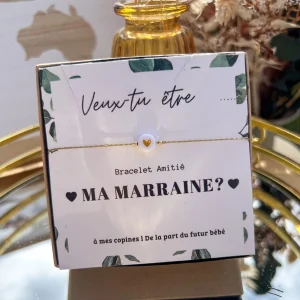 Veux-tu être .....
Bracelet Amitié
♥ MA MARRAINE? ♥
à mes copines ! De la part du futur bébé